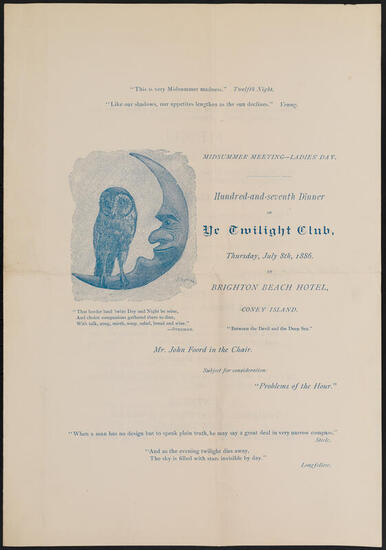 "This is very Midsummer madness." Twelfth Night.
"Like our shadows, our appetites lengthen as the sun declines." Young.
MIDSUMMER MEETING—LADIES' DAY.
Hundred-and-seventh Dinner
OF
Ye Twilight Club,
Thursday, July 8th, 1886.
AT
BRIGHTON BEACH HOTEL,
CONEY ISLAND.
"Between the Devil and the Deep Sea."
"That border land 'twixt Day and Night be mine,
And choice companions gathered there to dine,
With talk, song, mirth, soup, salad, bread and wine."
—STEDMAN.
Mr. John Foord in the Chair.
Subject for consideration:
"Problems of the Hour."
"When a man has no design but to speak plain truth, he may say a great deal in very narrow compass."
Steele.
"And as the evening twilight dies away,
The sky is filled with stars invisible by day."
Longfellow.